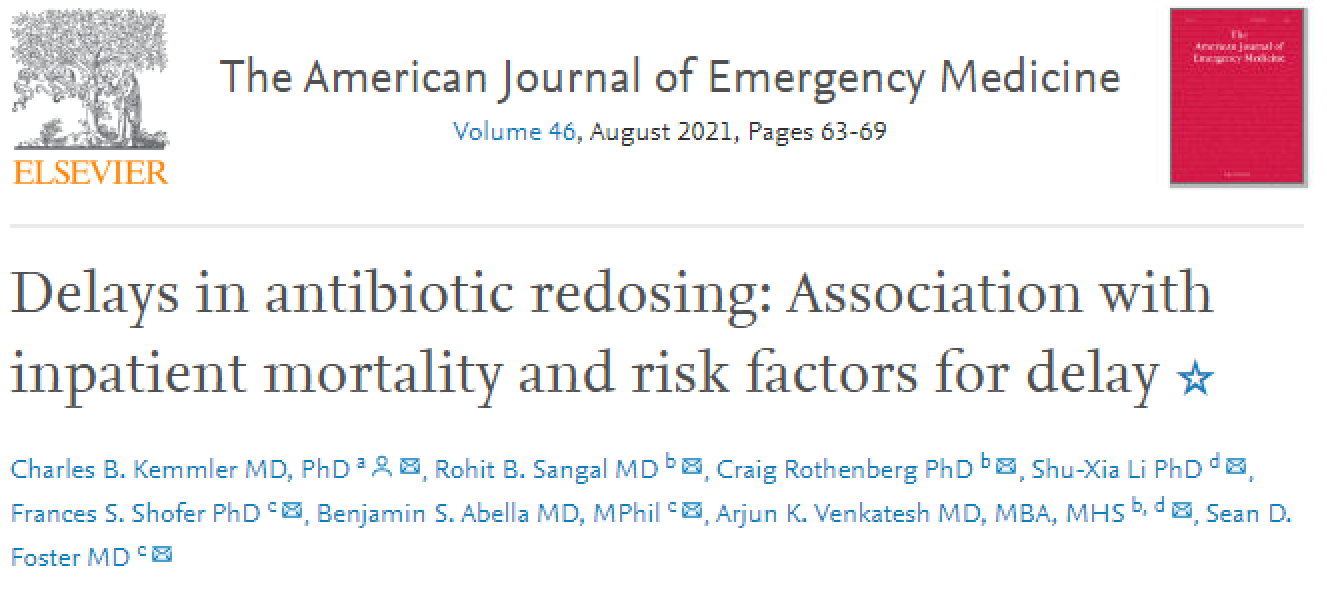 The American Journal of Emergency Medicine
Volume 46, August 2021, Pages 63-69
ELSEVIER
The
American Journal of
Emergency Medicine
Delays in antibiotic redosing: Association with
inpatient mortality and risk factors for delay
Charles B. Kemmler MD, PhD a, Rohit B. Sangal MD b, Craig Rothenberg PhD b, Shu-Xia Li PhD d,
Frances S. Shofer PhD c, Benjamin S. Abella MD, MPhil c, Arjun K. Venkatesh MD, MBA, MHS b, d, Sean D.
Foster MD c